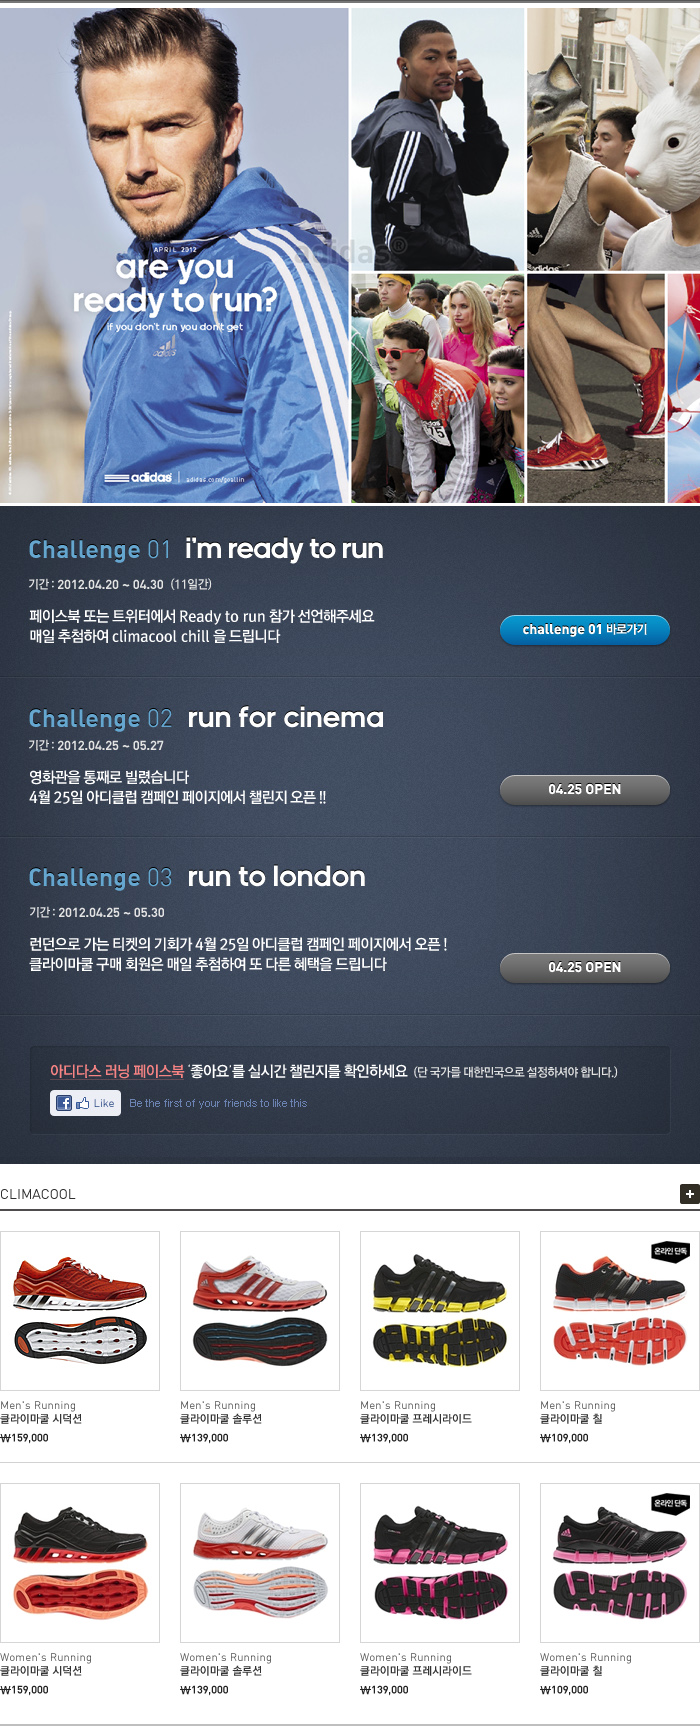 APRIL 2012
are you
ready to run?
if you don't run you don't get
adidas
adidas
adidas.com/goallin
adidas®
adidas
Challenge 01 i'm ready to run
기간 : 2012.04.20 ~ 04.30 (11일간)
페이스북 또는 트위터에서 Ready to run 참가 선언해주세요
매일 추첨하여 climacool chill 을 드립니다
challenge 01 바로가기
Challenge 02 run for cinema
기간 : 2012.04.25 ~ 05.27
영화관을 통째로 빌렸습니다
4월 25일 아디클럽 캠페인 페이지에서 챌린지 오픈 !!
04.25 OPEN
Challenge 03 run to london
기간 : 2012.04.25 ~ 05.30
런던으로 가는 티켓의 기회가 4월 25일 아디클럽 캠페인 페이지에서 오픈 !
클라이마쿨 구매 회원은 매일 추첨하여 또 다른 혜택을 드립니다
04.25 OPEN
아디다스 러닝 페이스북 '좋아요'를 실시간 챌린지를 확인하세요 (단 국가를 대한민국으로 설정하셔야 합니다.)
Like Be the first of your friends to like this
CLIMACOOL
온라인 단독
Men's Running
클라이마쿨 시덕션
₩159,000
Men's Running
클라이마쿨 솔루션
₩139,000
Men's Running
클라이마쿨 프레시라이드
₩139,000
Men's Running
클라이마쿨 칠
₩109,000
온라인 단독
Women's Running
클라이마쿨 시덕션
₩159,000
Women's Running
클라이마쿨 솔루션
₩139,000
Women's Running
클라이마쿨 프레시라이드
₩139,000
Women's Running
클라이마쿨 칠
₩109,000